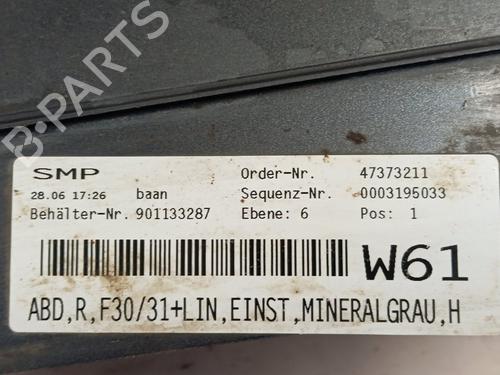 B-PARTS
SMP Order-Nr. 47373211
28.06 17:26 baan Sequenz-Nr. 0003195033
Behälter-Nr. 901133287 Ebene: 6 Pos: 1
W61
ABD,R,F30/31+LIN,EINST,MINERALGRAU,H